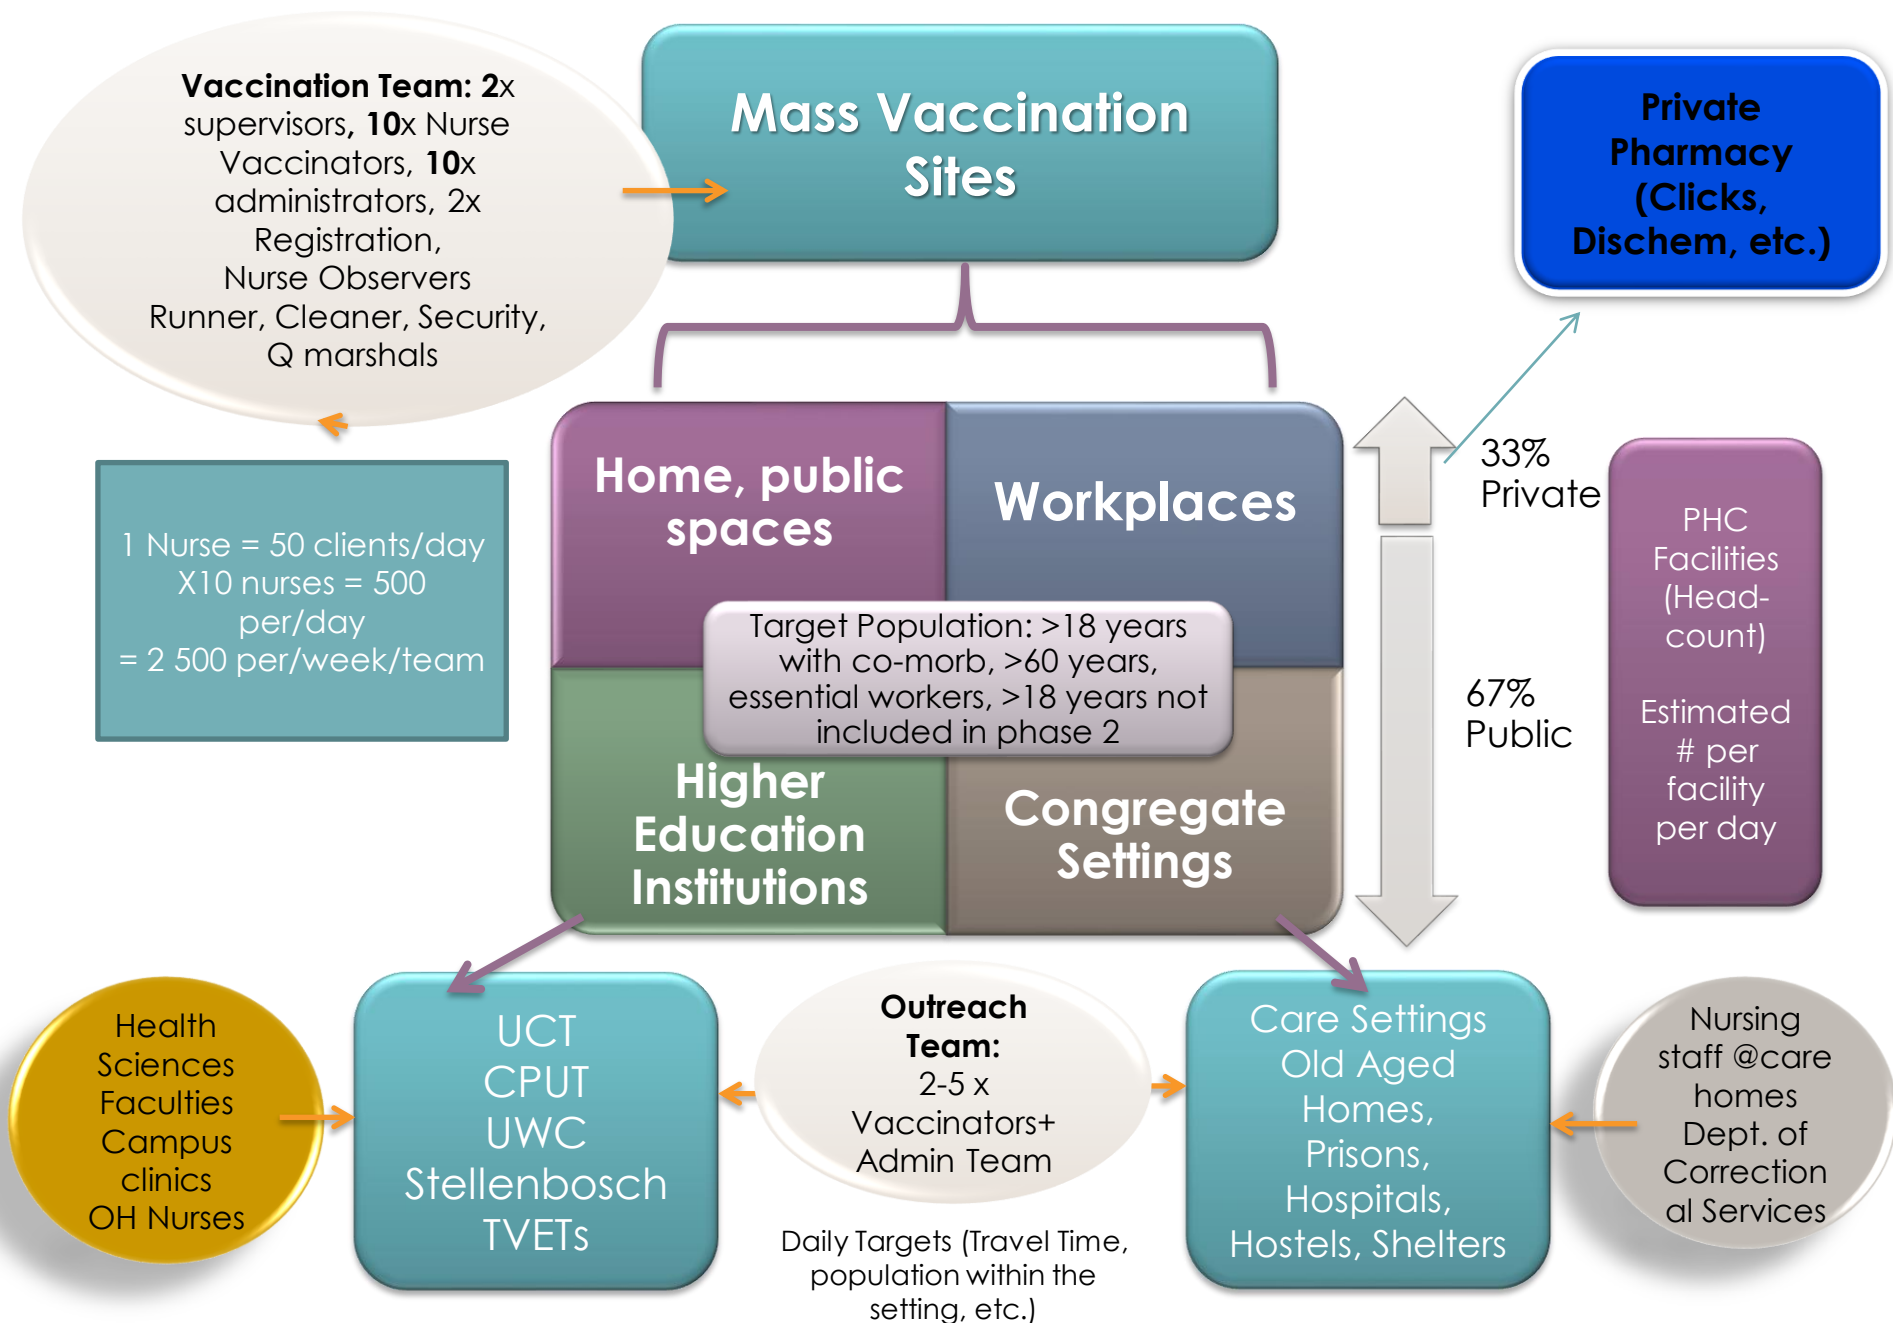 Vaccination Team: 2x
supervisors, 10x Nurse
Vaccinators, 10x
administrators, 2x
Registration,
Nurse Observers
Runner, Cleaner, Security,
Q marshals
Mass Vaccination
Sites
Private
Pharmacy
(Clicks,
Dischem, etc.)
1 Nurse = 50 clients/day
X10 nurses = 500
per/day
= 2 500 per/week/team
Home, public
spaces
Workplaces
Target Population: >18 years
with co-morb, >60 years,
essential workers, >18 years not
included in phase 2
Higher
Education
Institutions
Congregate
Settings
33%
Private
67%
Public
PHC
Facilities
(Head-
count)
Estimated
# per
facility
per day
Health
Sciences
Faculties
Campus
clinics
OH Nurses
UCT
CPUT
UWC
Stellenbosch
TVETs
Outreach
Team:
2-5 x
Vaccinators+
Admin Team
Daily Targets (Travel Time,
population within the
setting, etc.)
Care Settings
Old Aged
Homes,
Prisons,
Hospitals,
Hostels, Shelters
Nursing
staff @care
homes
Dept. of
Correction
al Services